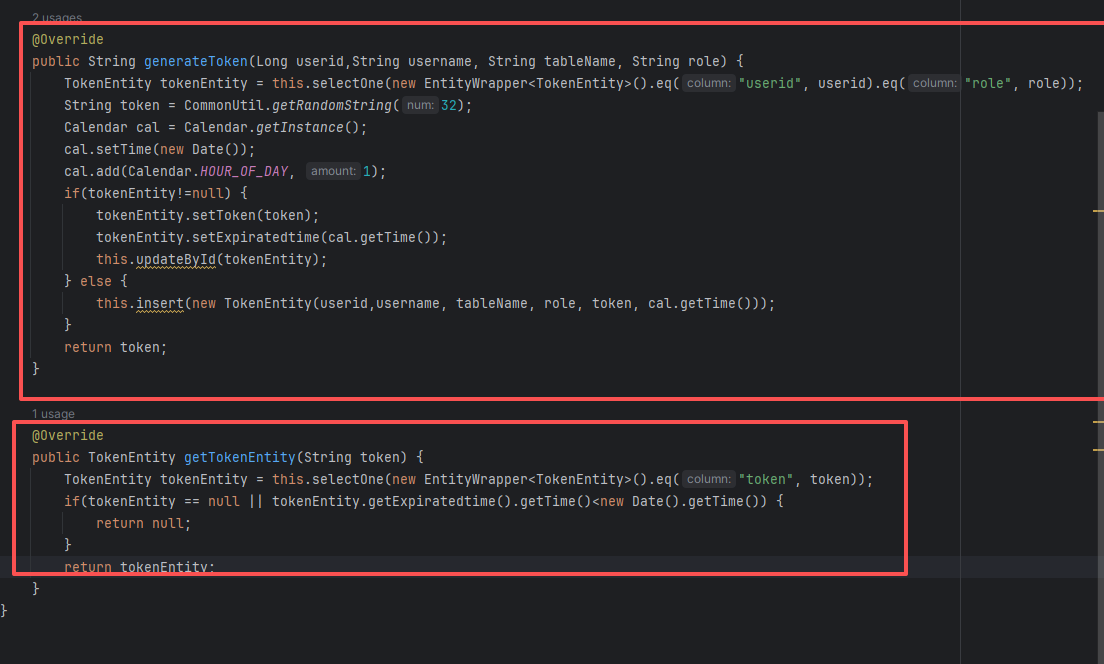 2 usages
@Override
public String generateToken(Long userid,String username, String tableName, String role) {
TokenEntity tokenEntity = this.selectOne(new EntityWrapper<TokenEntity>().eq( column: "userid", userid).eq( column: "role", role));
String token = CommonUtil.getRandomString( num: 32);
Calendar cal = Calendar.getInstance();
cal.setTime(new Date());
cal.add(Calendar.HOUR_OF_DAY, amount: 1);
if(tokenEntity!=null) {
tokenEntity.setToken(token);
tokenEntity.setExpiratedtime(cal.getTime());
this.updateById(tokenEntity);
} else {
this.insert(new TokenEntity(userid,username, tableName, role, token, cal.getTime()));
}
return token;
}
1 usage
@Override
public TokenEntity getTokenEntity(String token) {
TokenEntity tokenEntity = this.selectOne(new EntityWrapper<TokenEntity>().eq( column: "token", token));
if(tokenEntity == null || tokenEntity.getExpiratedtime().getTime()<new Date().getTime()) {
return null;
}
return tokenEntity;
}
}